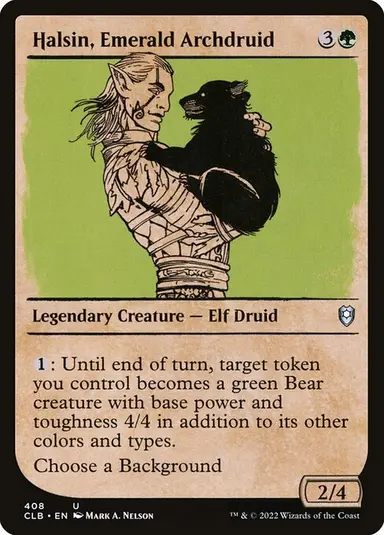 Halsin, Emerald Archdruid 3
Legendary Creature — Elf Druid
1 : Until end of turn, target token
you control becomes a green Bear
creature with base power and
toughness 4/4 in addition to its other
colors and types.
Choose a Background
2/4
408 U
CLB • EN Mark A. Nelson
™ & © 2022 Wizards of the Coast